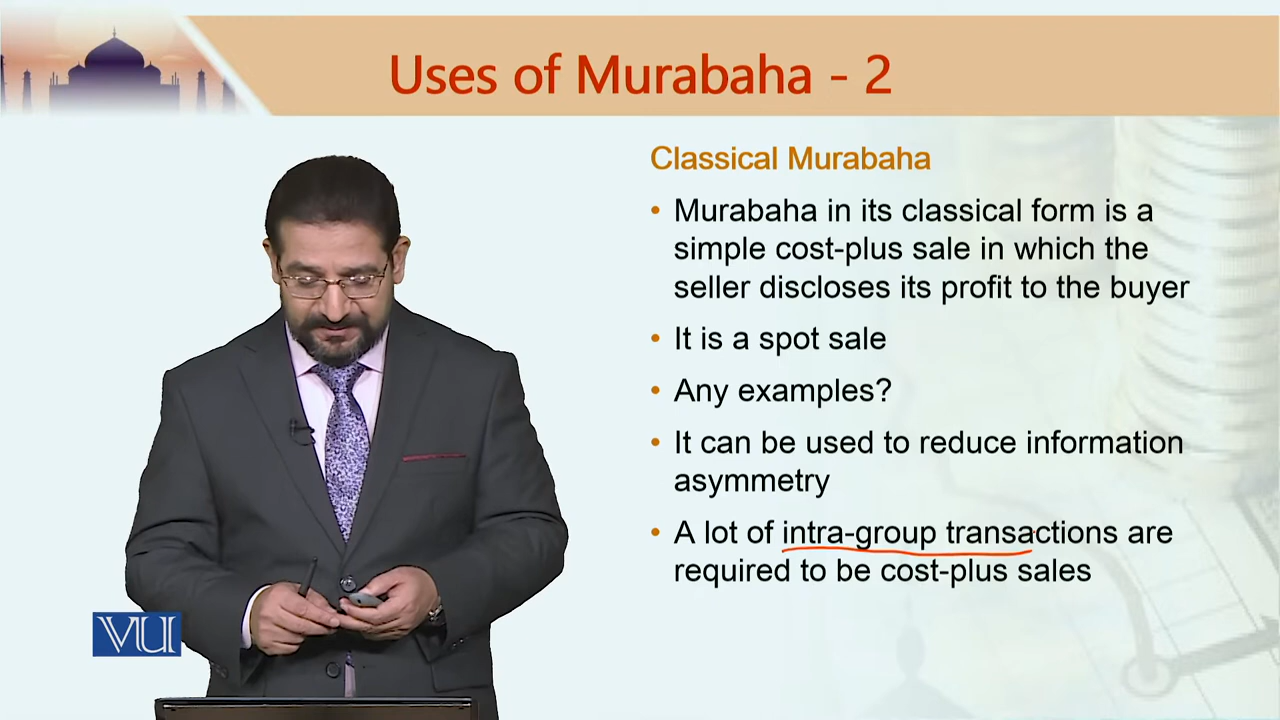 Uses of Murabaha - 2
Classical Murabaha
• Murabaha in its classical form is a
simple cost-plus sale in which the
seller discloses its profit to the buyer
• It is a spot sale
• Any examples?
• It can be used to reduce information
asymmetry
• A lot of intra-group transactions are
required to be cost-plus sales
VU